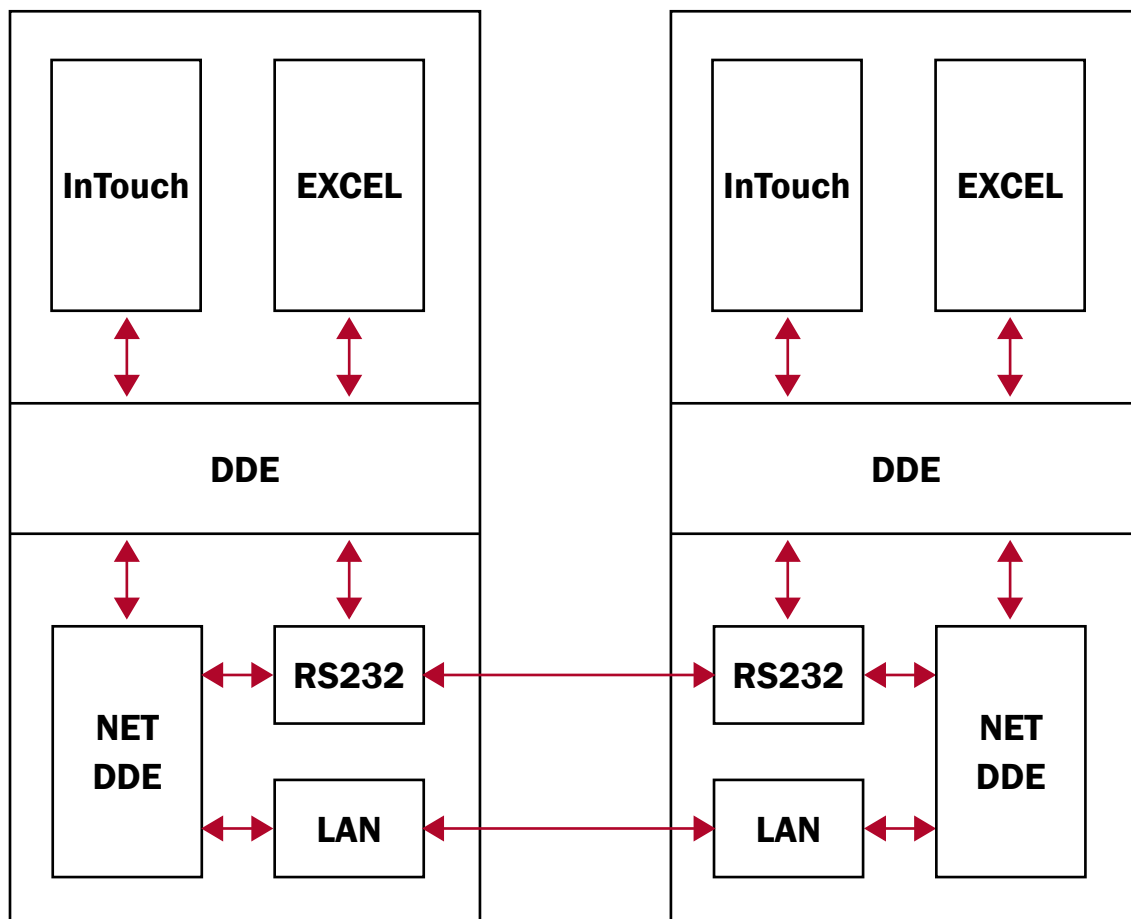 InTouch
EXCEL
InTouch
EXCEL
DDE
DDE
RS232
RS232
NET
DDE
NET
DDE
LAN
LAN